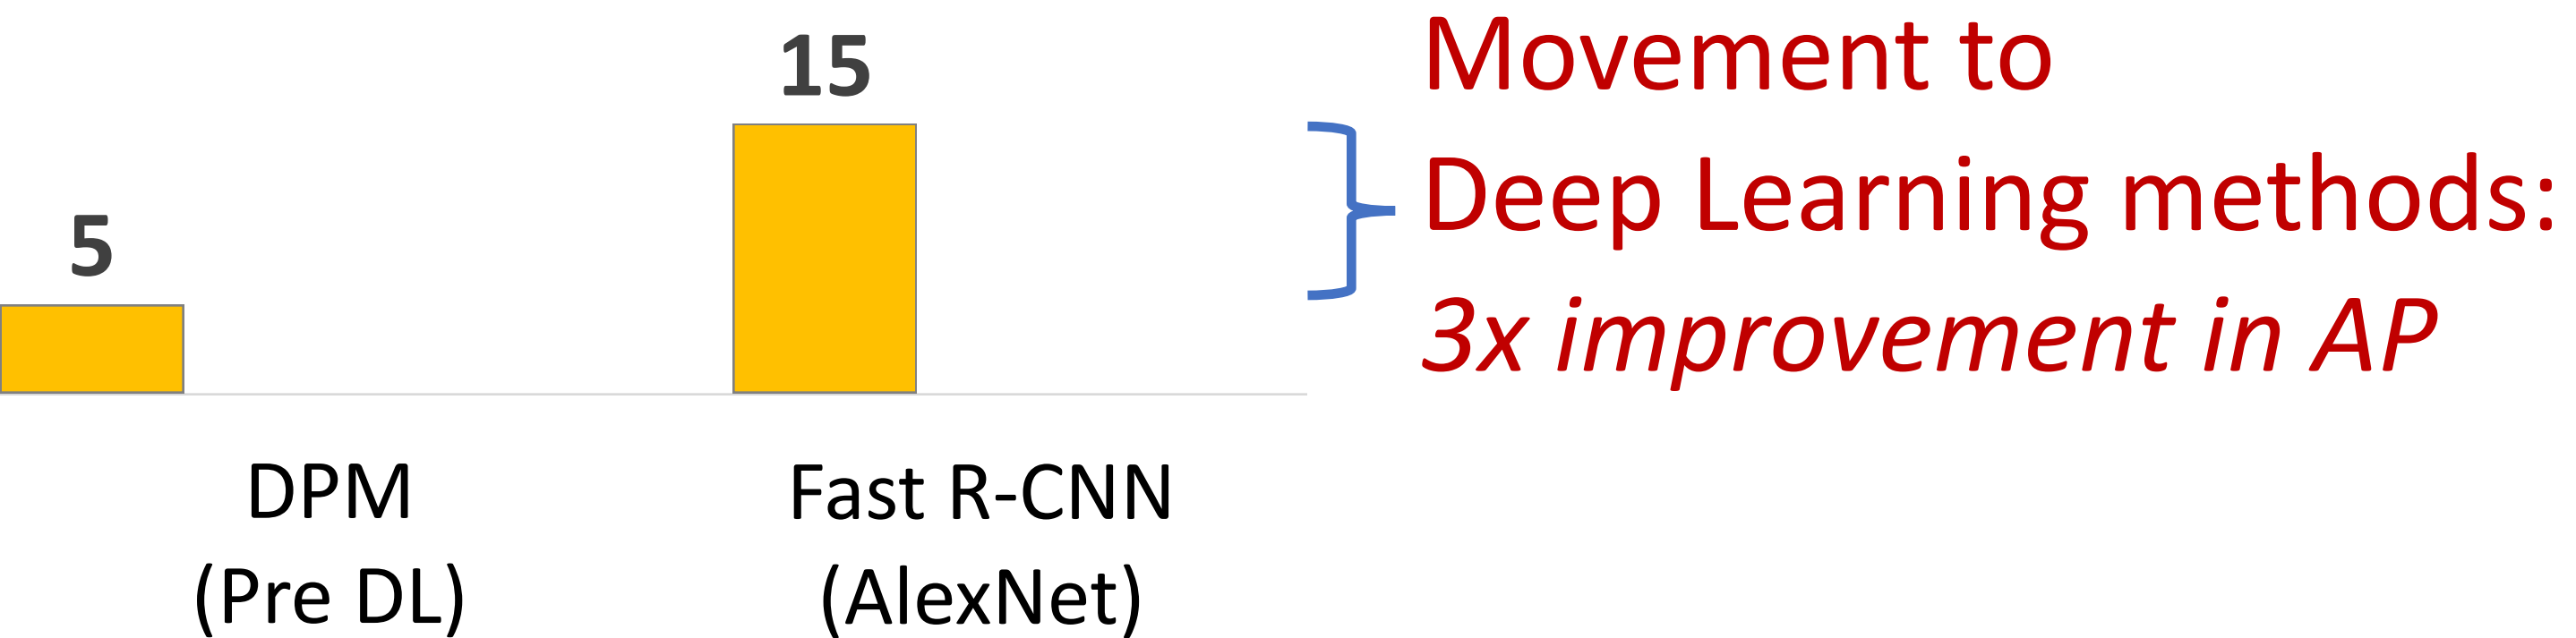 5
15
DPM
(Pre DL)
Fast R-CNN
(AlexNet)
Movement to
Deep Learning methods:
3x improvement in AP